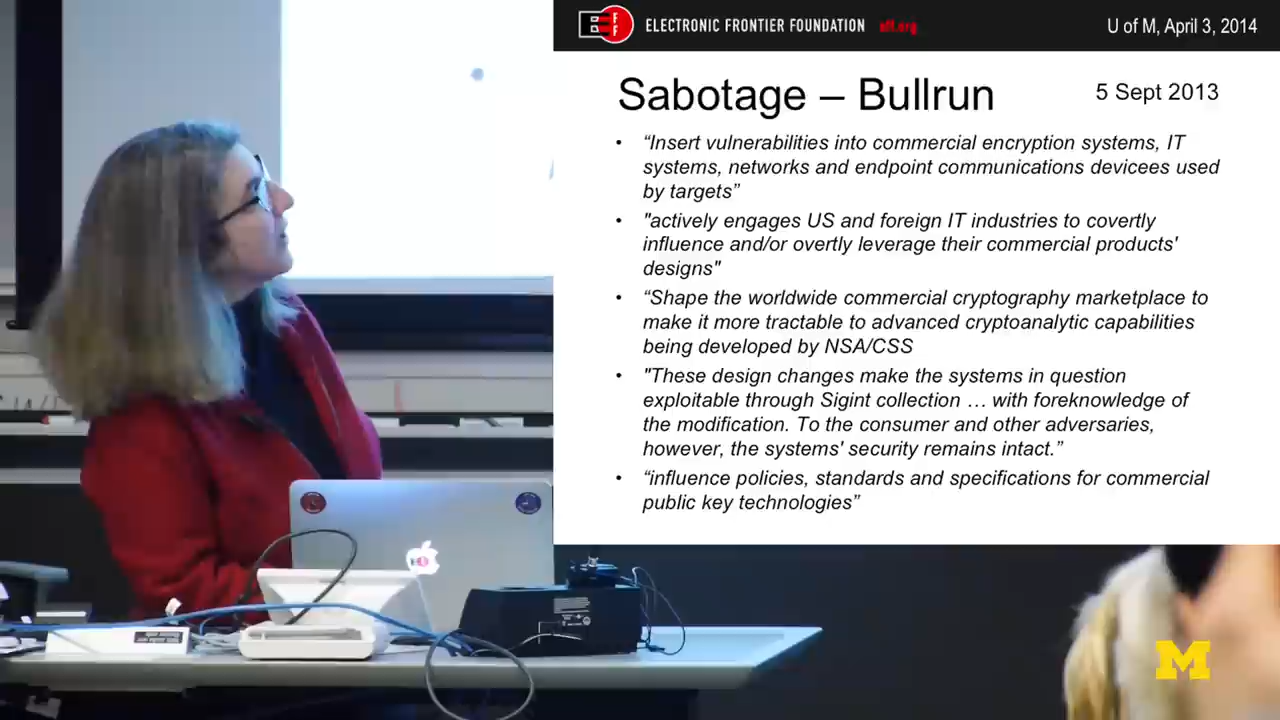 ELECTRONIC FRONTIER FOUNDATION eff.org
U of M, April 3, 2014
Sabotage – Bullrun
5 Sept 2013
• “Insert vulnerabilities into commercial encryption systems, IT
systems, networks and endpoint communications devicees used
by targets”
• "actively engages US and foreign IT industries to covertly
influence and/or overtly leverage their commercial products'
designs"
• “Shape the worldwide commercial cryptography marketplace to
make it more tractable to advanced cryptoanalytic capabilities
being developed by NSA/CSS
• "These design changes make the systems in question
exploitable through Sigint collection … with foreknowledge of
the modification. To the consumer and other adversaries,
however, the systems' security remains intact.”
• “influence policies, standards and specifications for commercial
public key technologies”
M